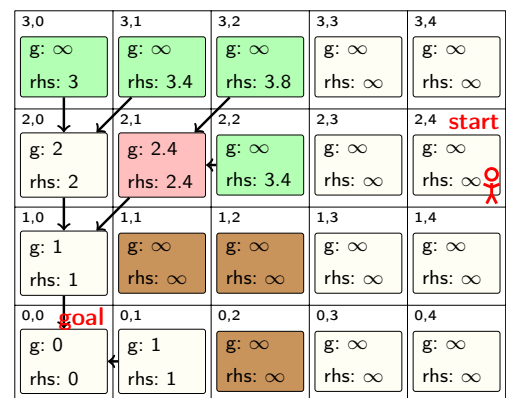 3,0 3,1 3,2 3,3 3,4
g: ∞ g: ∞ g: ∞ g: ∞ g: ∞
rhs: 3 rhs: 3.4 rhs: 3.8 rhs: ∞ rhs: ∞
2,0 2,1 2,2 2,3 2,4 start
g: 2 g: 2.4 g: ∞ g: ∞ g: ∞
rhs: 2 rhs: 2.4 rhs: 3.4 rhs: ∞ rhs: ∞
1,0 1,1 1,2 1,3 1,4
g: 1 g: ∞ g: ∞ g: ∞ g: ∞
rhs: 1 rhs: ∞ rhs: ∞ rhs: ∞ rhs: ∞
0,0 goal 0,1 0,2 0,3 0,4
g: 0 g: 1 g: ∞ g: ∞ g: ∞
rhs: 0 rhs: 1 rhs: ∞ rhs: ∞ rhs: ∞